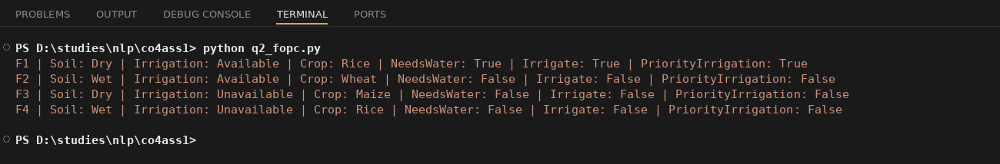 PROBLEMS OUTPUT DEBUG CONSOLE TERMINAL PORTS
PS D:\studies\nlp\co4ass1> python q2_fopc.py
F1 | Soil: Dry | Irrigation: Available | Crop: Rice | NeedsWater: True | Irrigate: True | PriorityIrrigation: True
F2 | Soil: Wet | Irrigation: Available | Crop: Wheat | NeedsWater: False | Irrigate: False | PriorityIrrigation: False
F3 | Soil: Dry | Irrigation: Unavailable | Crop: Maize | NeedsWater: False | Irrigate: False | PriorityIrrigation: False
F4 | Soil: Wet | Irrigation: Unavailable | Crop: Rice | NeedsWater: False | Irrigate: False | PriorityIrrigation: False
PS D:\studies\nlp\co4ass1>